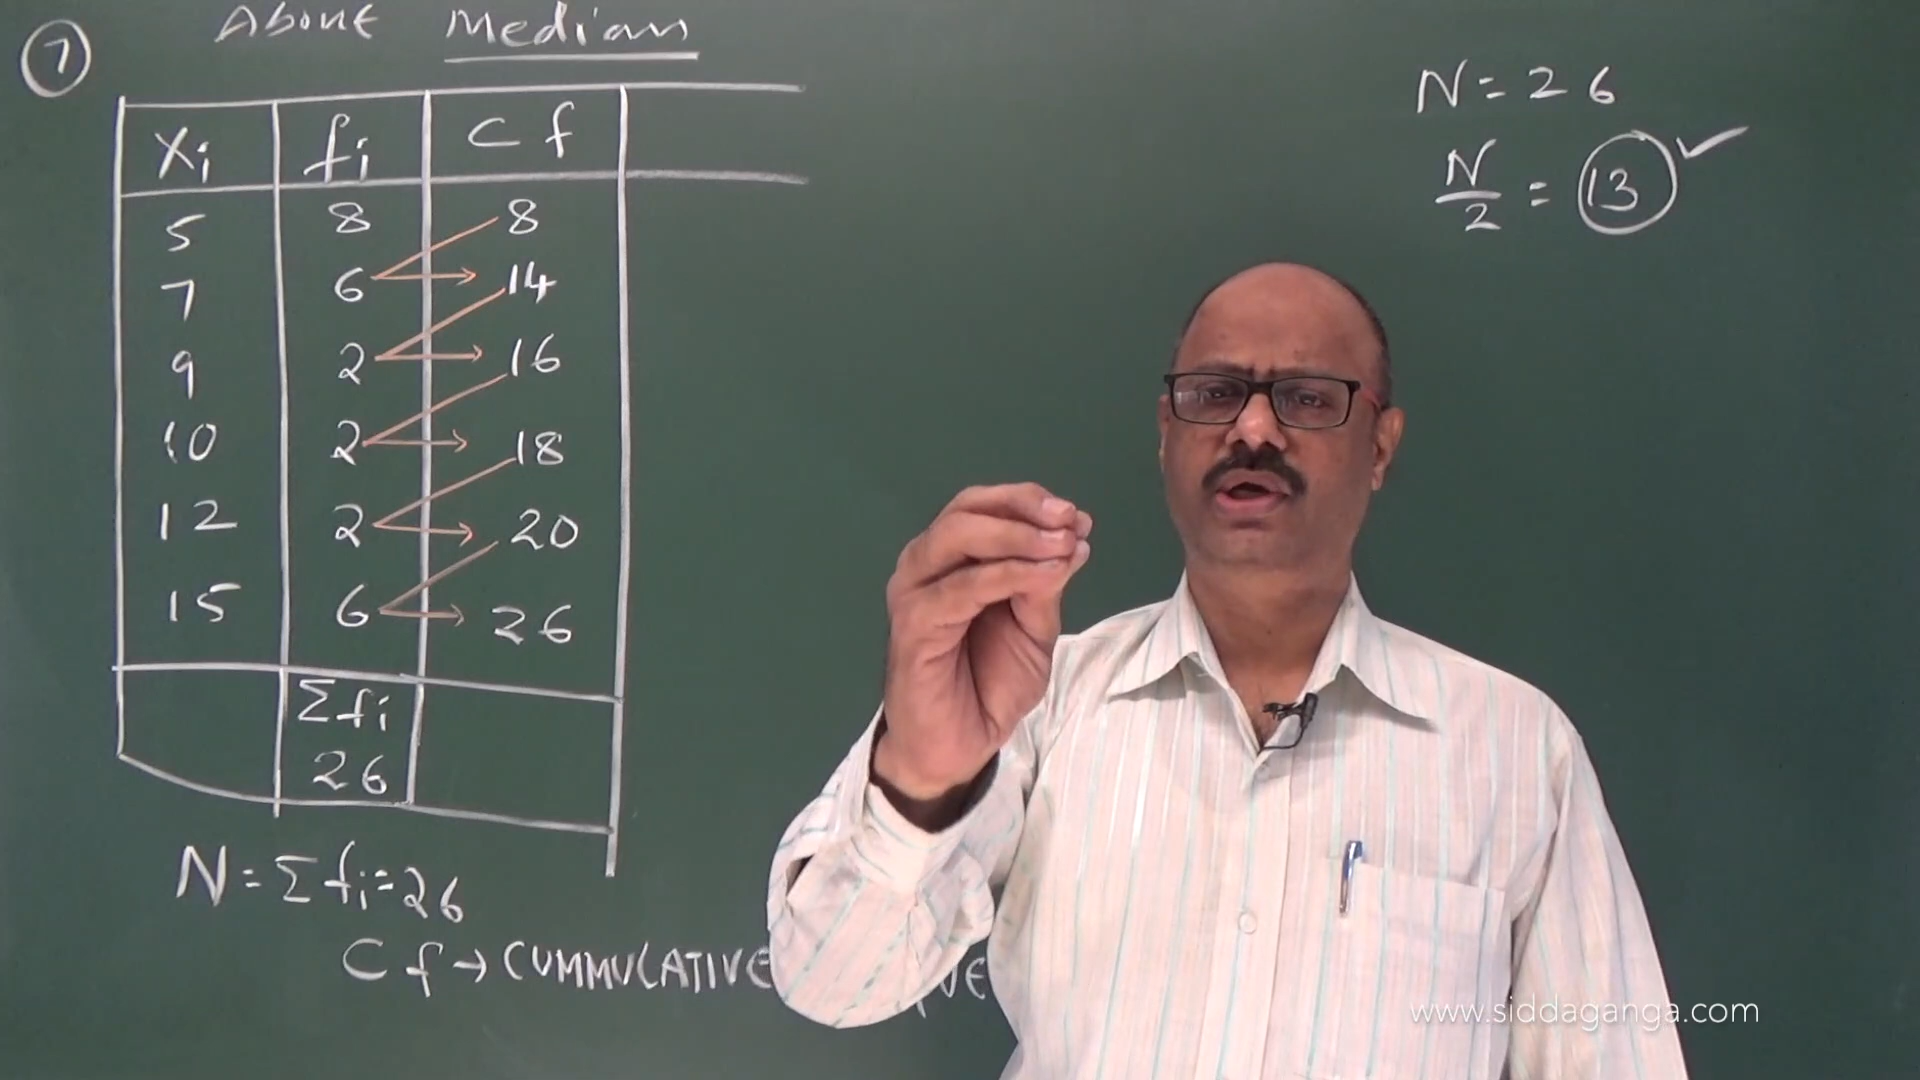 7 About Median
Xi fi Cf
5 8 8
7 6 14
9 2 16
10 2 18
12 2 20
15 6 26
Σfi
26
N = Σfi = 26
Cf → CUMMULATIVE
N = 26
N/2 = 13 ✓
www.siddaganga.com